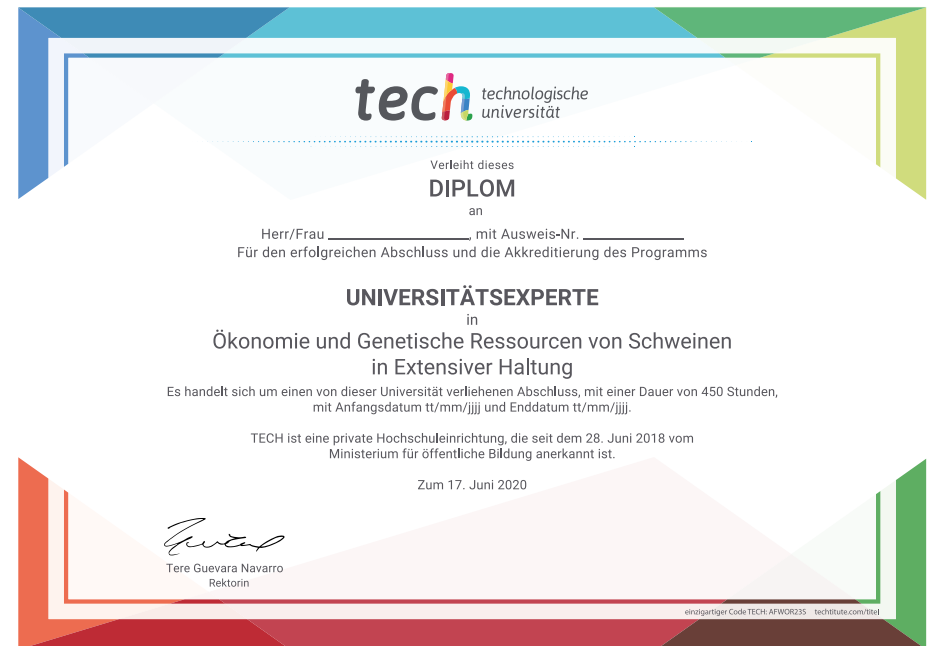 tech technologische
universität
Verleiht dieses
DIPLOM
an
Herr/Frau ____________, mit Ausweis-Nr. ____________
Für den erfolgreichen Abschluss und die Akkreditierung des Programms
UNIVERSITÄTSEXPERTE
in
Ökonomie und Genetische Ressourcen von Schweinen
in Extensiver Haltung
Es handelt sich um einen von dieser Universität verliehenen Abschluss, mit einer Dauer von 450 Stunden,
mit Anfangsdatum tt/mm/jjjj und Enddatum tt/mm/jjjj.
TECH ist eine private Hochschuleinrichtung, die seit dem 28. Juni 2018 vom
Ministerium für öffentliche Bildung anerkannt ist.
Zum 17. Juni 2020
Tere Guevara Navarro
Rektorin
einzigartiger Code TECH: AFWOR23S techtitute.com/titel